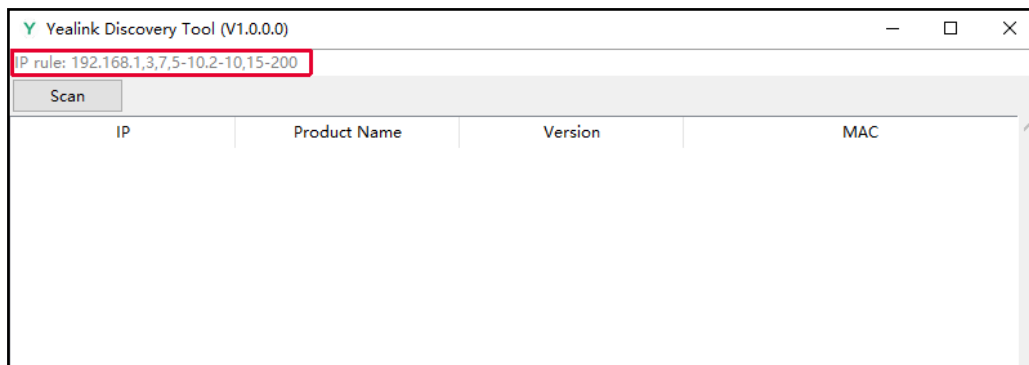 Y Yealink Discovery Tool (V1.0.0.0)
IP rule: 192.168.1,3,7,5-10.2-10,15-200
Scan
IP Product Name Version MAC